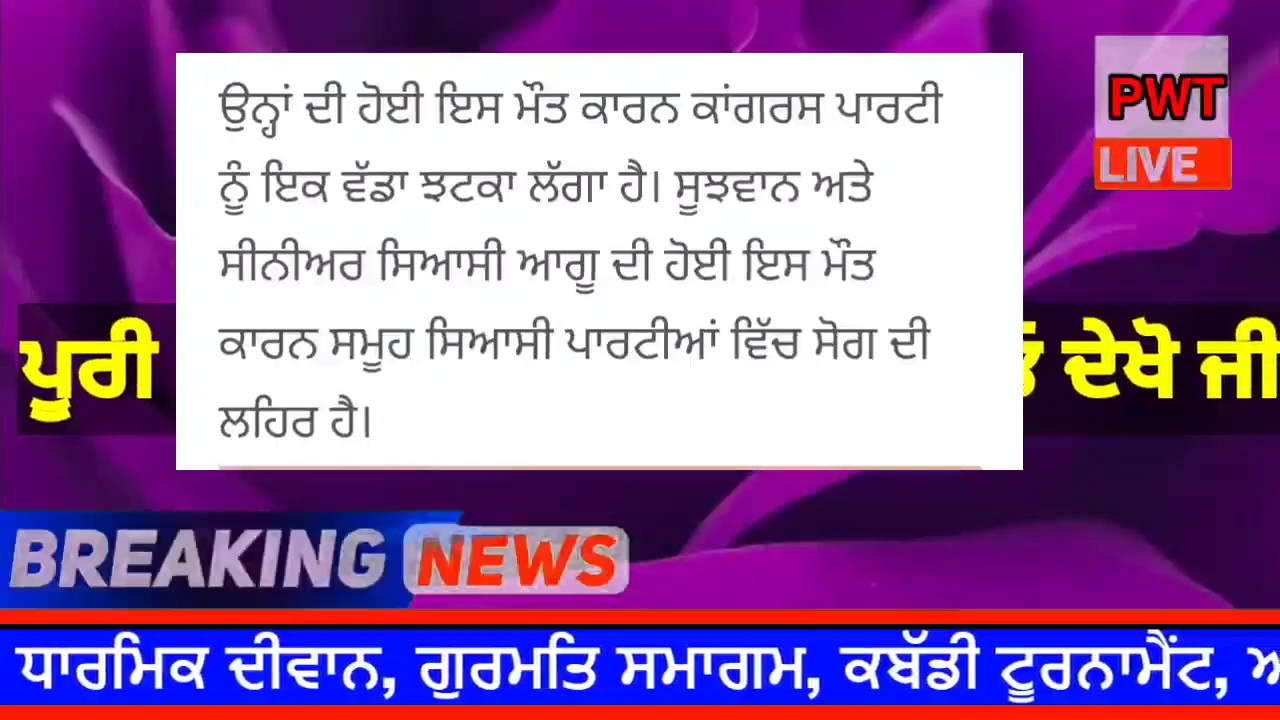 PWT
LIVE
ਉਨ੍ਹਾਂ ਦੀ ਹੋਈ ਇਸ ਮੌਤ ਕਾਰਨ ਕਾਂਗਰਸ ਪਾਰਟੀ
ਨੂੰ ਇਕ ਵੱਡਾ ਝਟਕਾ ਲੱਗਾ ਹੈ। ਸੂਝਵਾਨ ਅਤੇ
ਸੀਨੀਅਰ ਸਿਆਸੀ ਆਗੂ ਦੀ ਹੋਈ ਇਸ ਮੌਤ
ਕਾਰਨ ਸਮੂਹ ਸਿਆਸੀ ਪਾਰਟੀਆਂ ਵਿੱਚ ਸੋਗ ਦੀ
ਲਹਿਰ ਹੈ।
ਪੂਰੀ ਦੇਖੋ ਜੀ
BREAKING NEWS
ਧਾਰਮਿਕ ਦੀਵਾਨ, ਗੁਰਮਤਿ ਸਮਾਗਮ, ਕਬੱਡੀ ਟੂਰਨਾਮੈਂਟ,